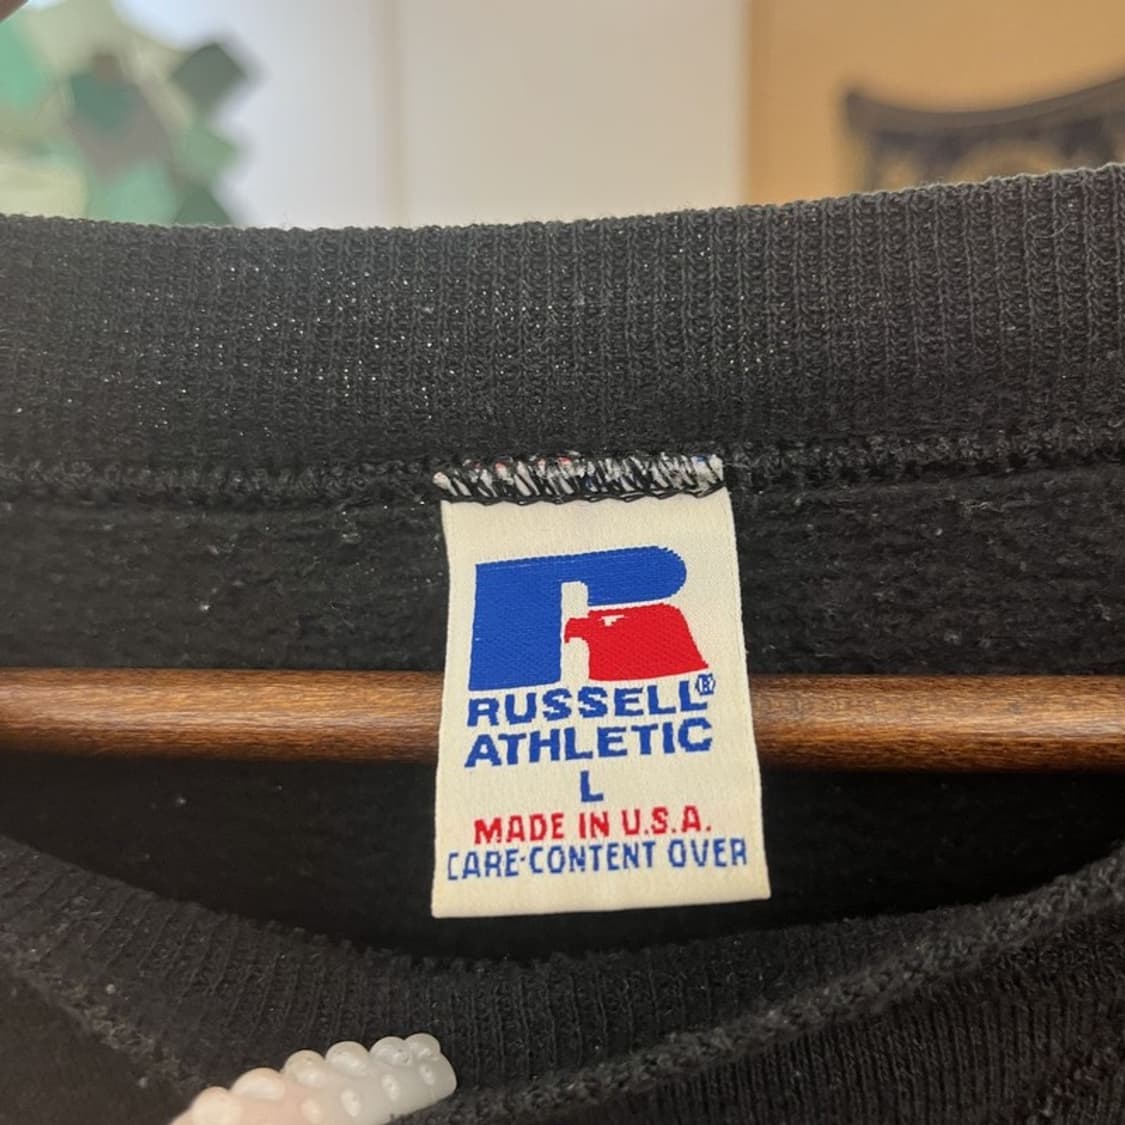 R
RUSSELL®
ATHLETIC
L
MADE IN U.S.A.
CARE-CONTENT OVER